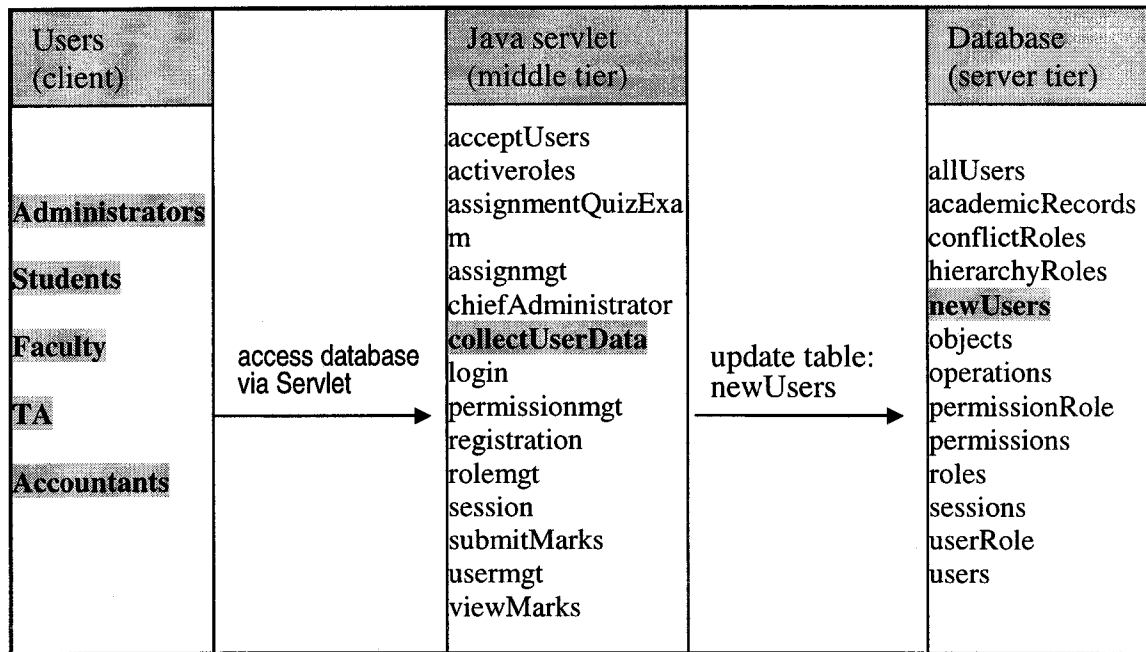 Users
(client)
Administrators
Students
Faculty
TA
Accountants
access database
via Servlet
Java servlet
(middle tier)
acceptUsers
activeroles
assignmentQuizExa
m
assignmgt
chiefAdministrator
collectUserData
login
permissionmgt
registration
rolemgt
session
submitMarks
usermgt
viewMarks
update table:
newUsers
Database
(server tier)
allUsers
academicRecords
conflictRoles
hierarchyRoles
newUsers
objects
operations
permissionRole
permissions
roles
sessions
userRole
users